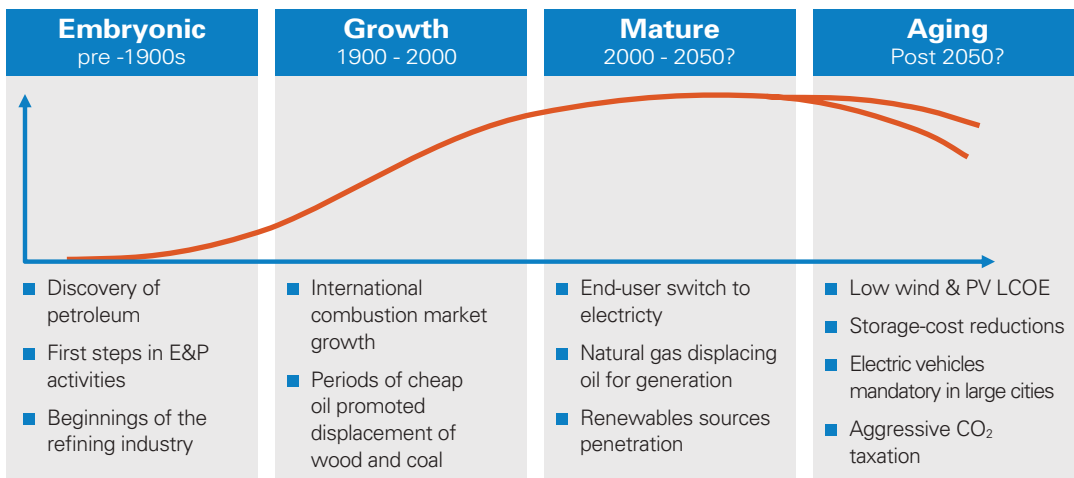 Embryonic
pre -1900s
Growth
1900 - 2000
Mature
2000 - 2050?
Aging
Post 2050?
Discovery of
petroleum
First steps in E&P
activities
Beginnings of the
refining industry
International
combustion market
growth
Periods of cheap
oil promoted
displacement of
wood and coal
End-user switch to
electricty
Natural gas displacing
oil for generation
Renewables sources
penetration
Low wind & PV LCOE
Storage-cost reductions
Electric vehicles
mandatory in large cities
Aggressive CO₂
taxation